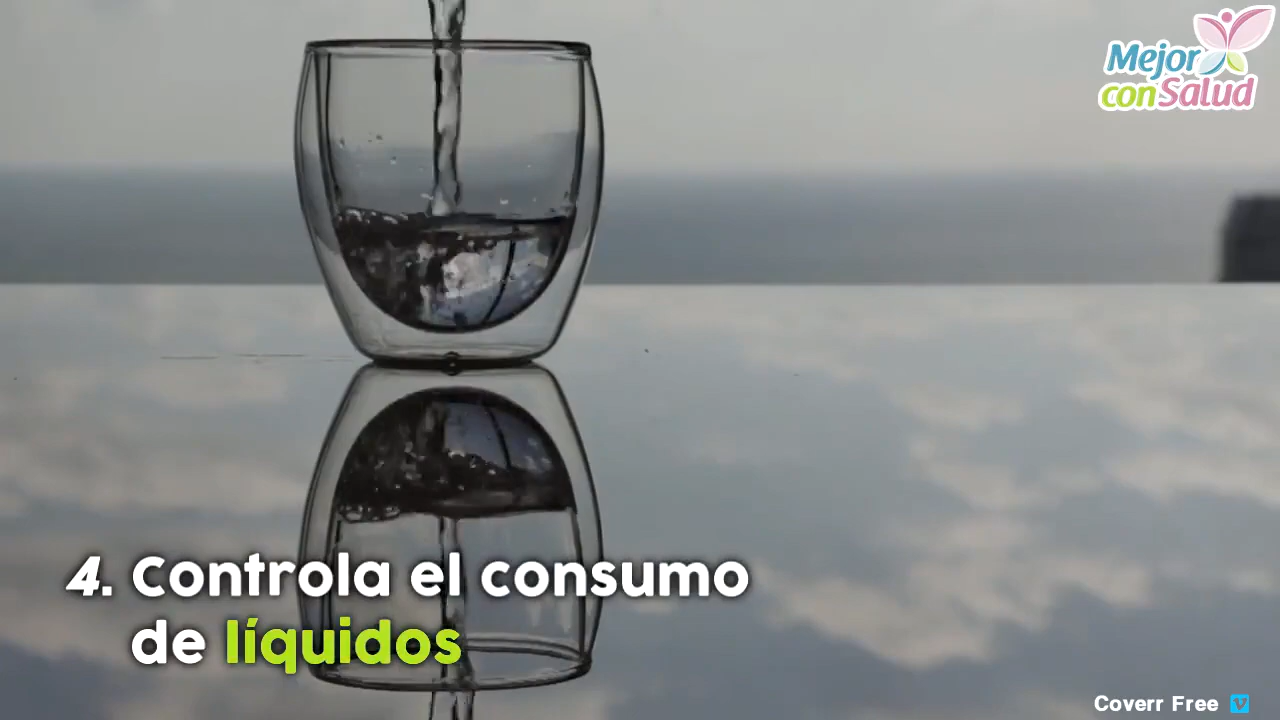 Mejor
conSalud
4. Controla el consumo
de líquidos
Coverr Free